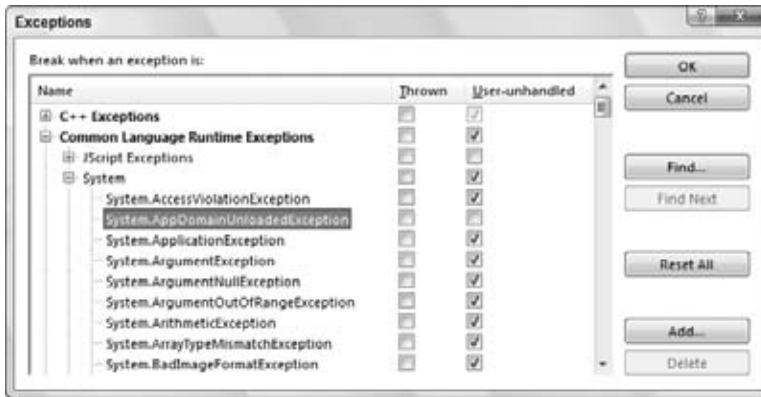 Exceptions
Break when an exception is:
Name Thrown User-unhandled
C++ Exceptions
Common Language Runtime Exceptions
JScript Exceptions
System
System.AccessViolationException
System.AppDomainUnloadedException
System.ApplicationException
System.ArgumentException
System.ArgumentNullException
System.ArgumentOutOfRangeException
System.ArithmeticException
System.ArrayTypeMismatchException
System.BadImageFormatException
OK
Cancel
Find...
Find Next
Reset All
Add...
Delete